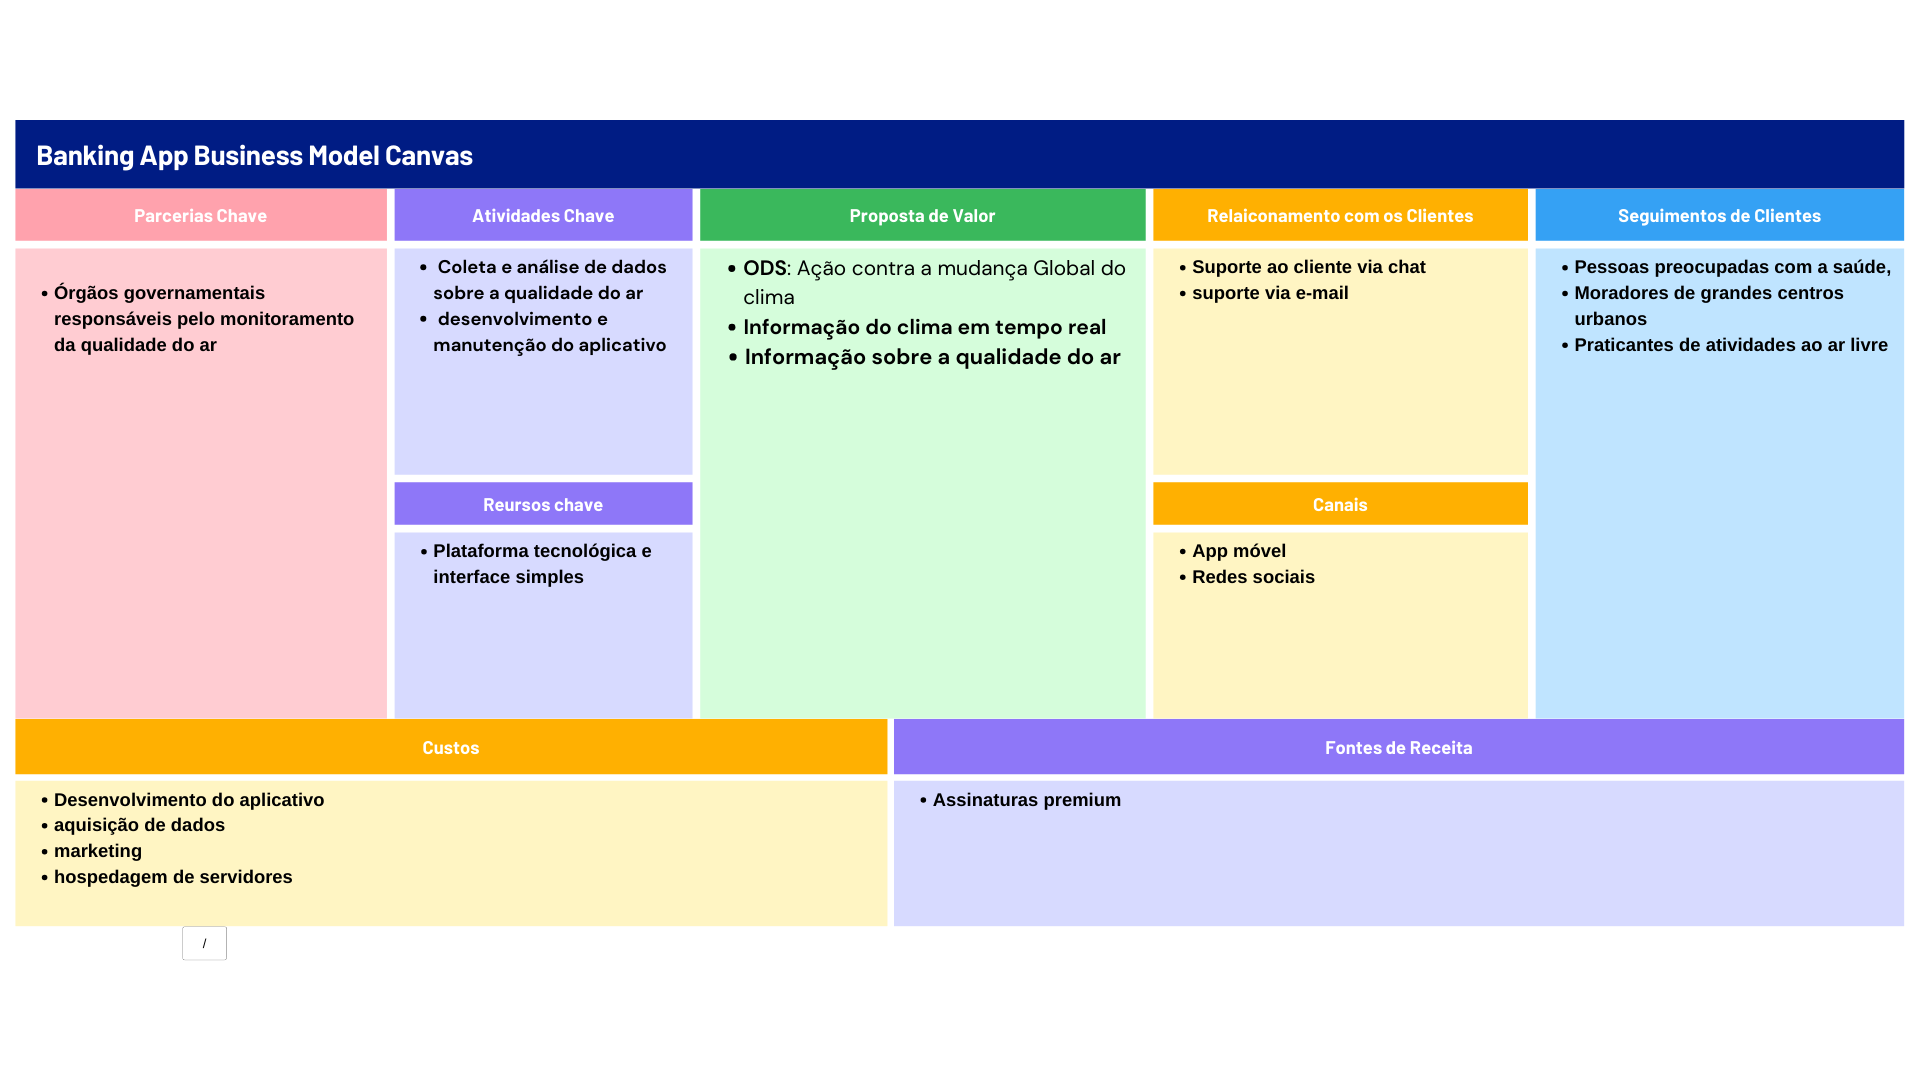 Banking App Business Model Canvas
Parcerias Chave
• Órgãos governamentais
responsáveis pelo monitoramento
da qualidade do ar
Atividades Chave
• Coleta e análise de dados
sobre a qualidade do ar
• desenvolvimento e
manutenção do aplicativo
Reursos chave
• Plataforma tecnológica e
interface simples
Proposta de Valor
• ODS: Ação contra a mudança Global do
clima
• Informação do clima em tempo real
• Informação sobre a qualidade do ar
Relaiconamento com os Clientes
• Suporte ao cliente via chat
• suporte via e-mail
Canais
• App móvel
• Redes sociais
Seguimentos de Clientes
• Pessoas preocupadas com a saúde,
• Moradores de grandes centros
urbanos
• Praticantes de atividades ao ar livre
Custos
• Desenvolvimento do aplicativo
• aquisição de dados
• marketing
• hospedagem de servidores
Fontes de Receita
• Assinaturas premium
/